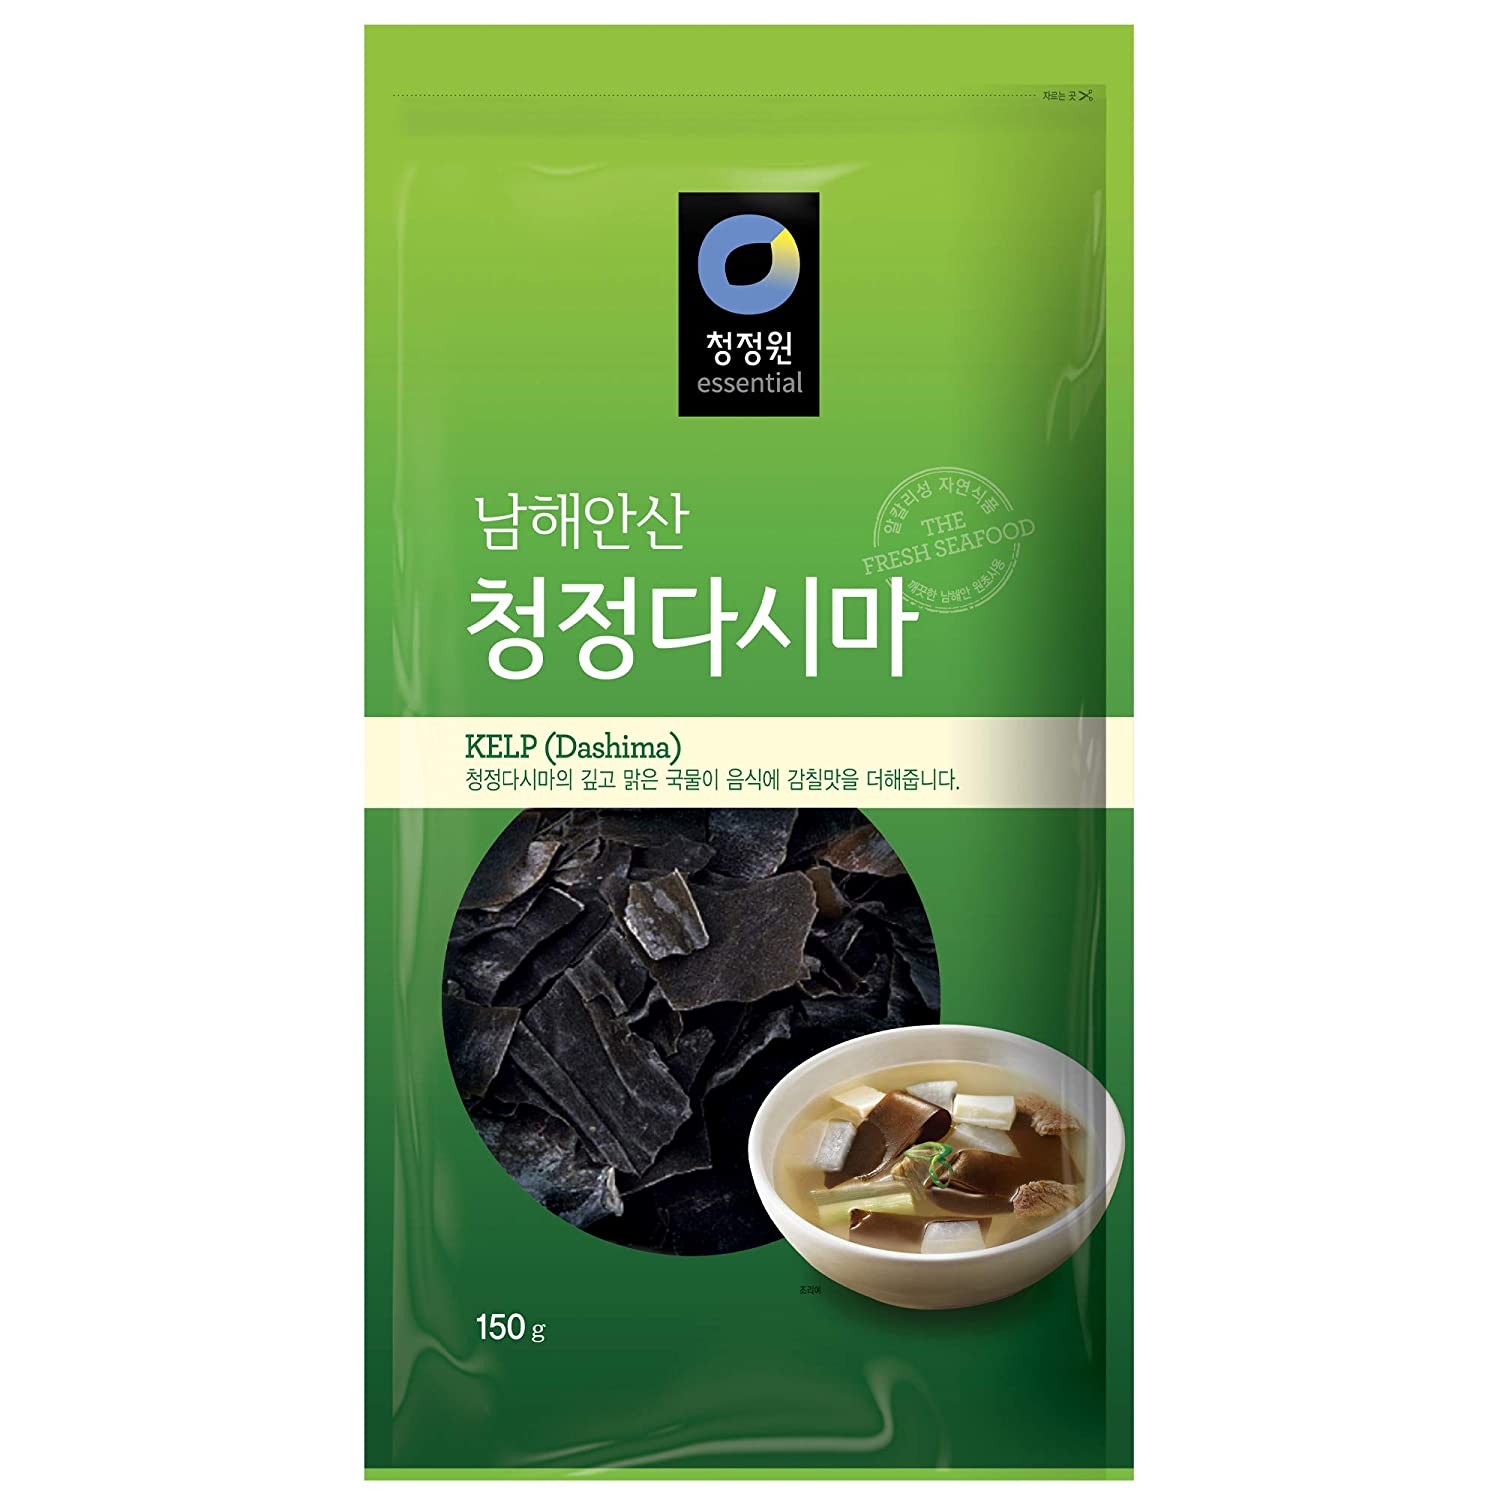 자르는 곳
청정원
essential
남해안산
알칼리성 자연식품
THE
FRESH SEAFOOD
깨끗한 남해안 원초사용
청정다시마
KELP (Dashima)
청정다시마의 깊고 맑은 국물이 음식에 감칠맛을 더해줍니다.
조리예
150 g